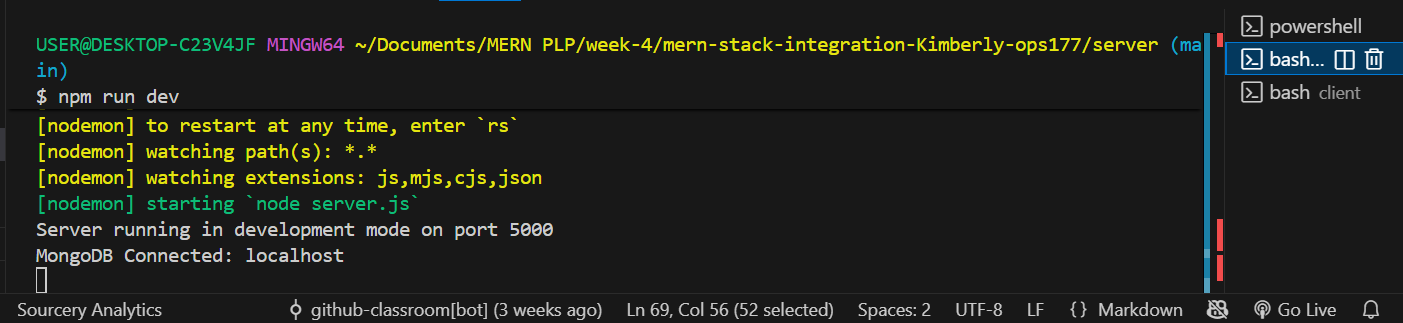 USER@DESKTOP-C23V4JF MINGW64 ~/Documents/MERN PLP/week-4/mern-stack-integration-Kimberly-ops177/server (ma
in)
$ npm run dev
[nodemon] to restart at any time, enter `rs`
[nodemon] watching path(s): *.*
[nodemon] watching extensions: js,mjs,cjs,json
[nodemon] starting `node server.js`
Server running in development mode on port 5000
MongoDB Connected: localhost
powershell
bash...
bash client
Sourcery Analytics github-classroom[bot] (3 weeks ago) Ln 69, Col 56 (52 selected) Spaces: 2 UTF-8 LF {} Markdown Go Live